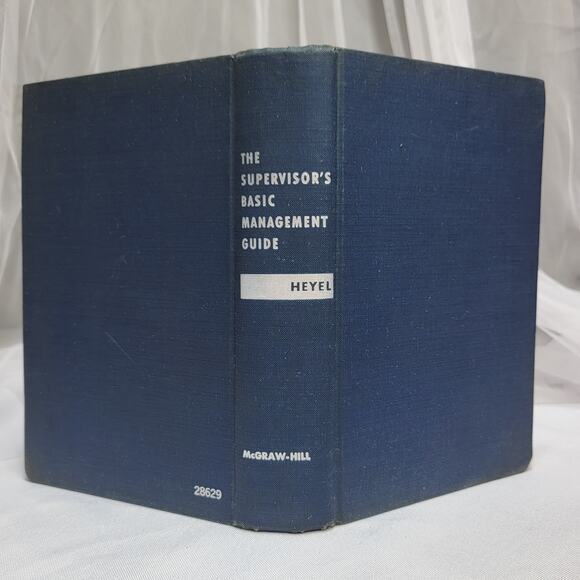 THE
SUPERVISOR'S
BASIC
MANAGEMENT
GUIDE
HEYEL
McGRAW-HILL
28629